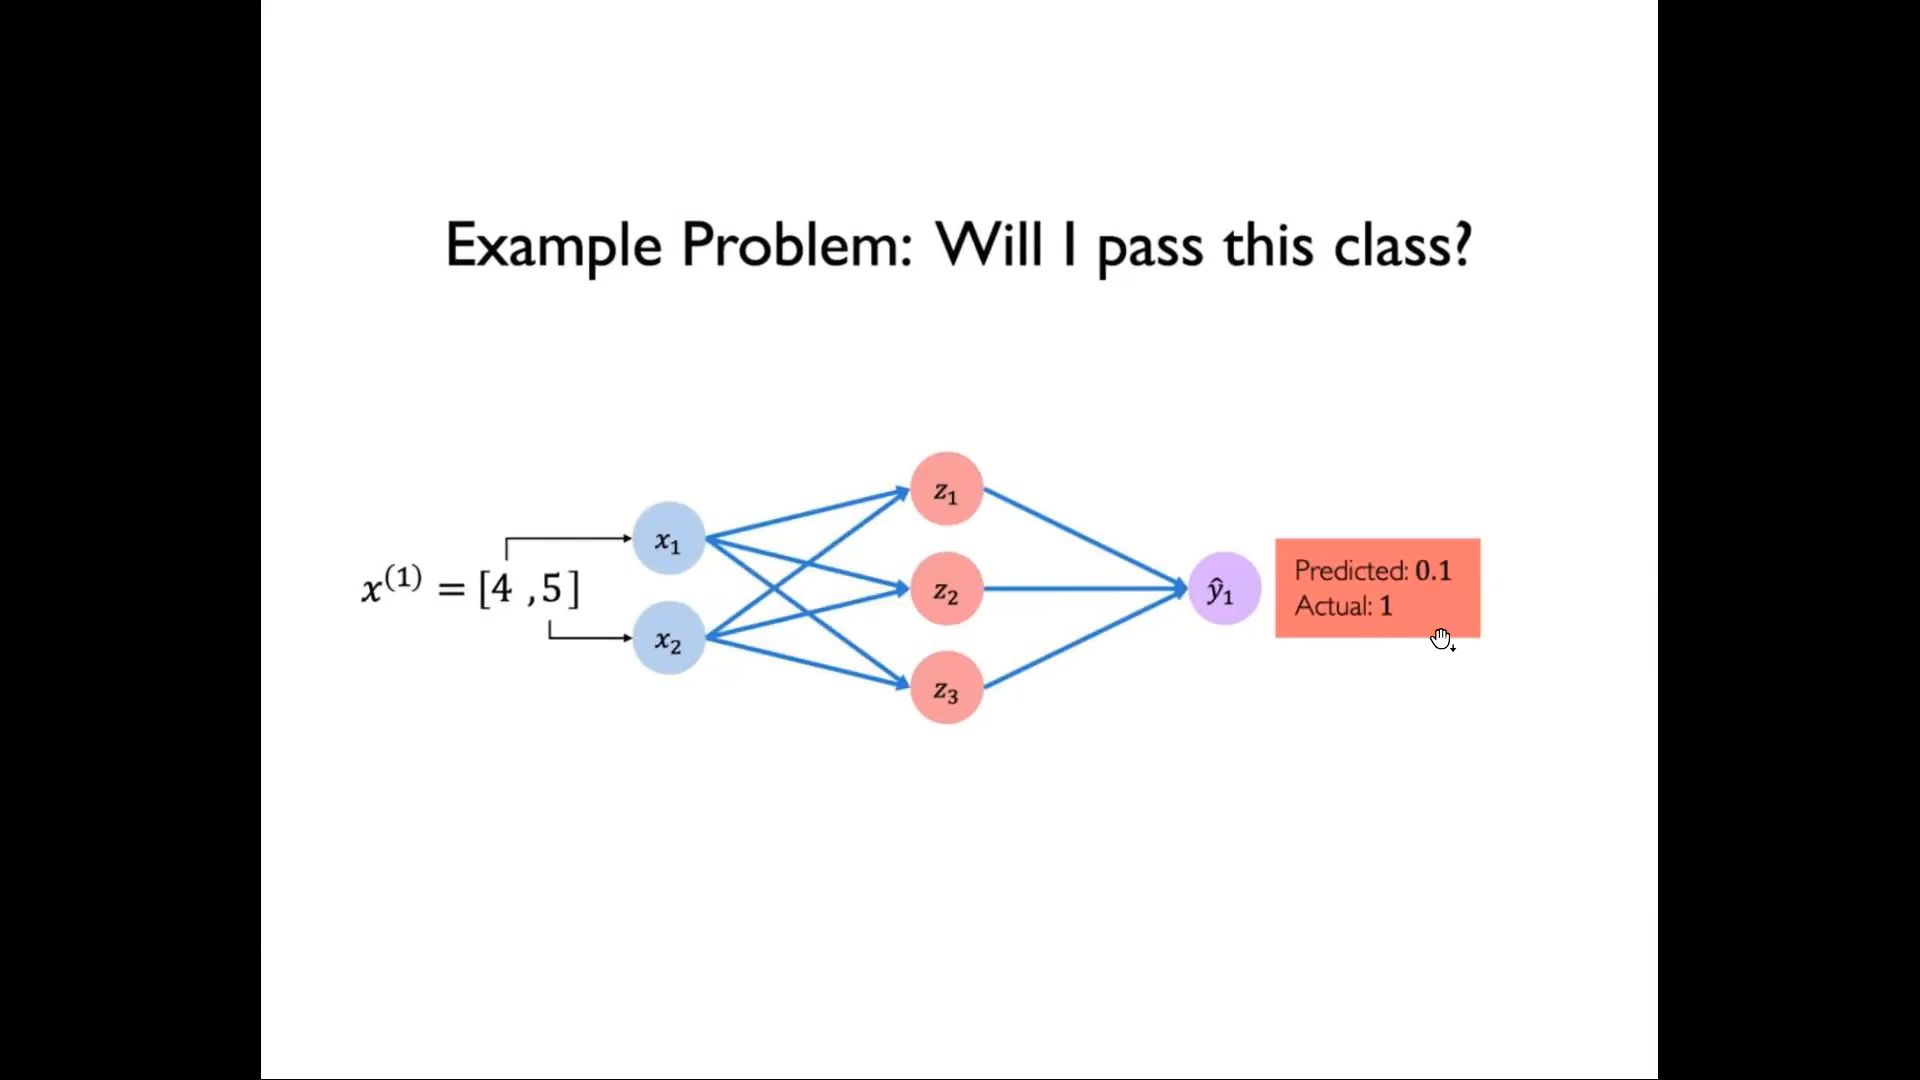 Example Problem: Will I pass this class?
x⁽¹⁾ = [4 ,5]
x₁
x₂
z₁
z₂
z₃
ŷ₁
Predicted: 0.1
Actual: 1